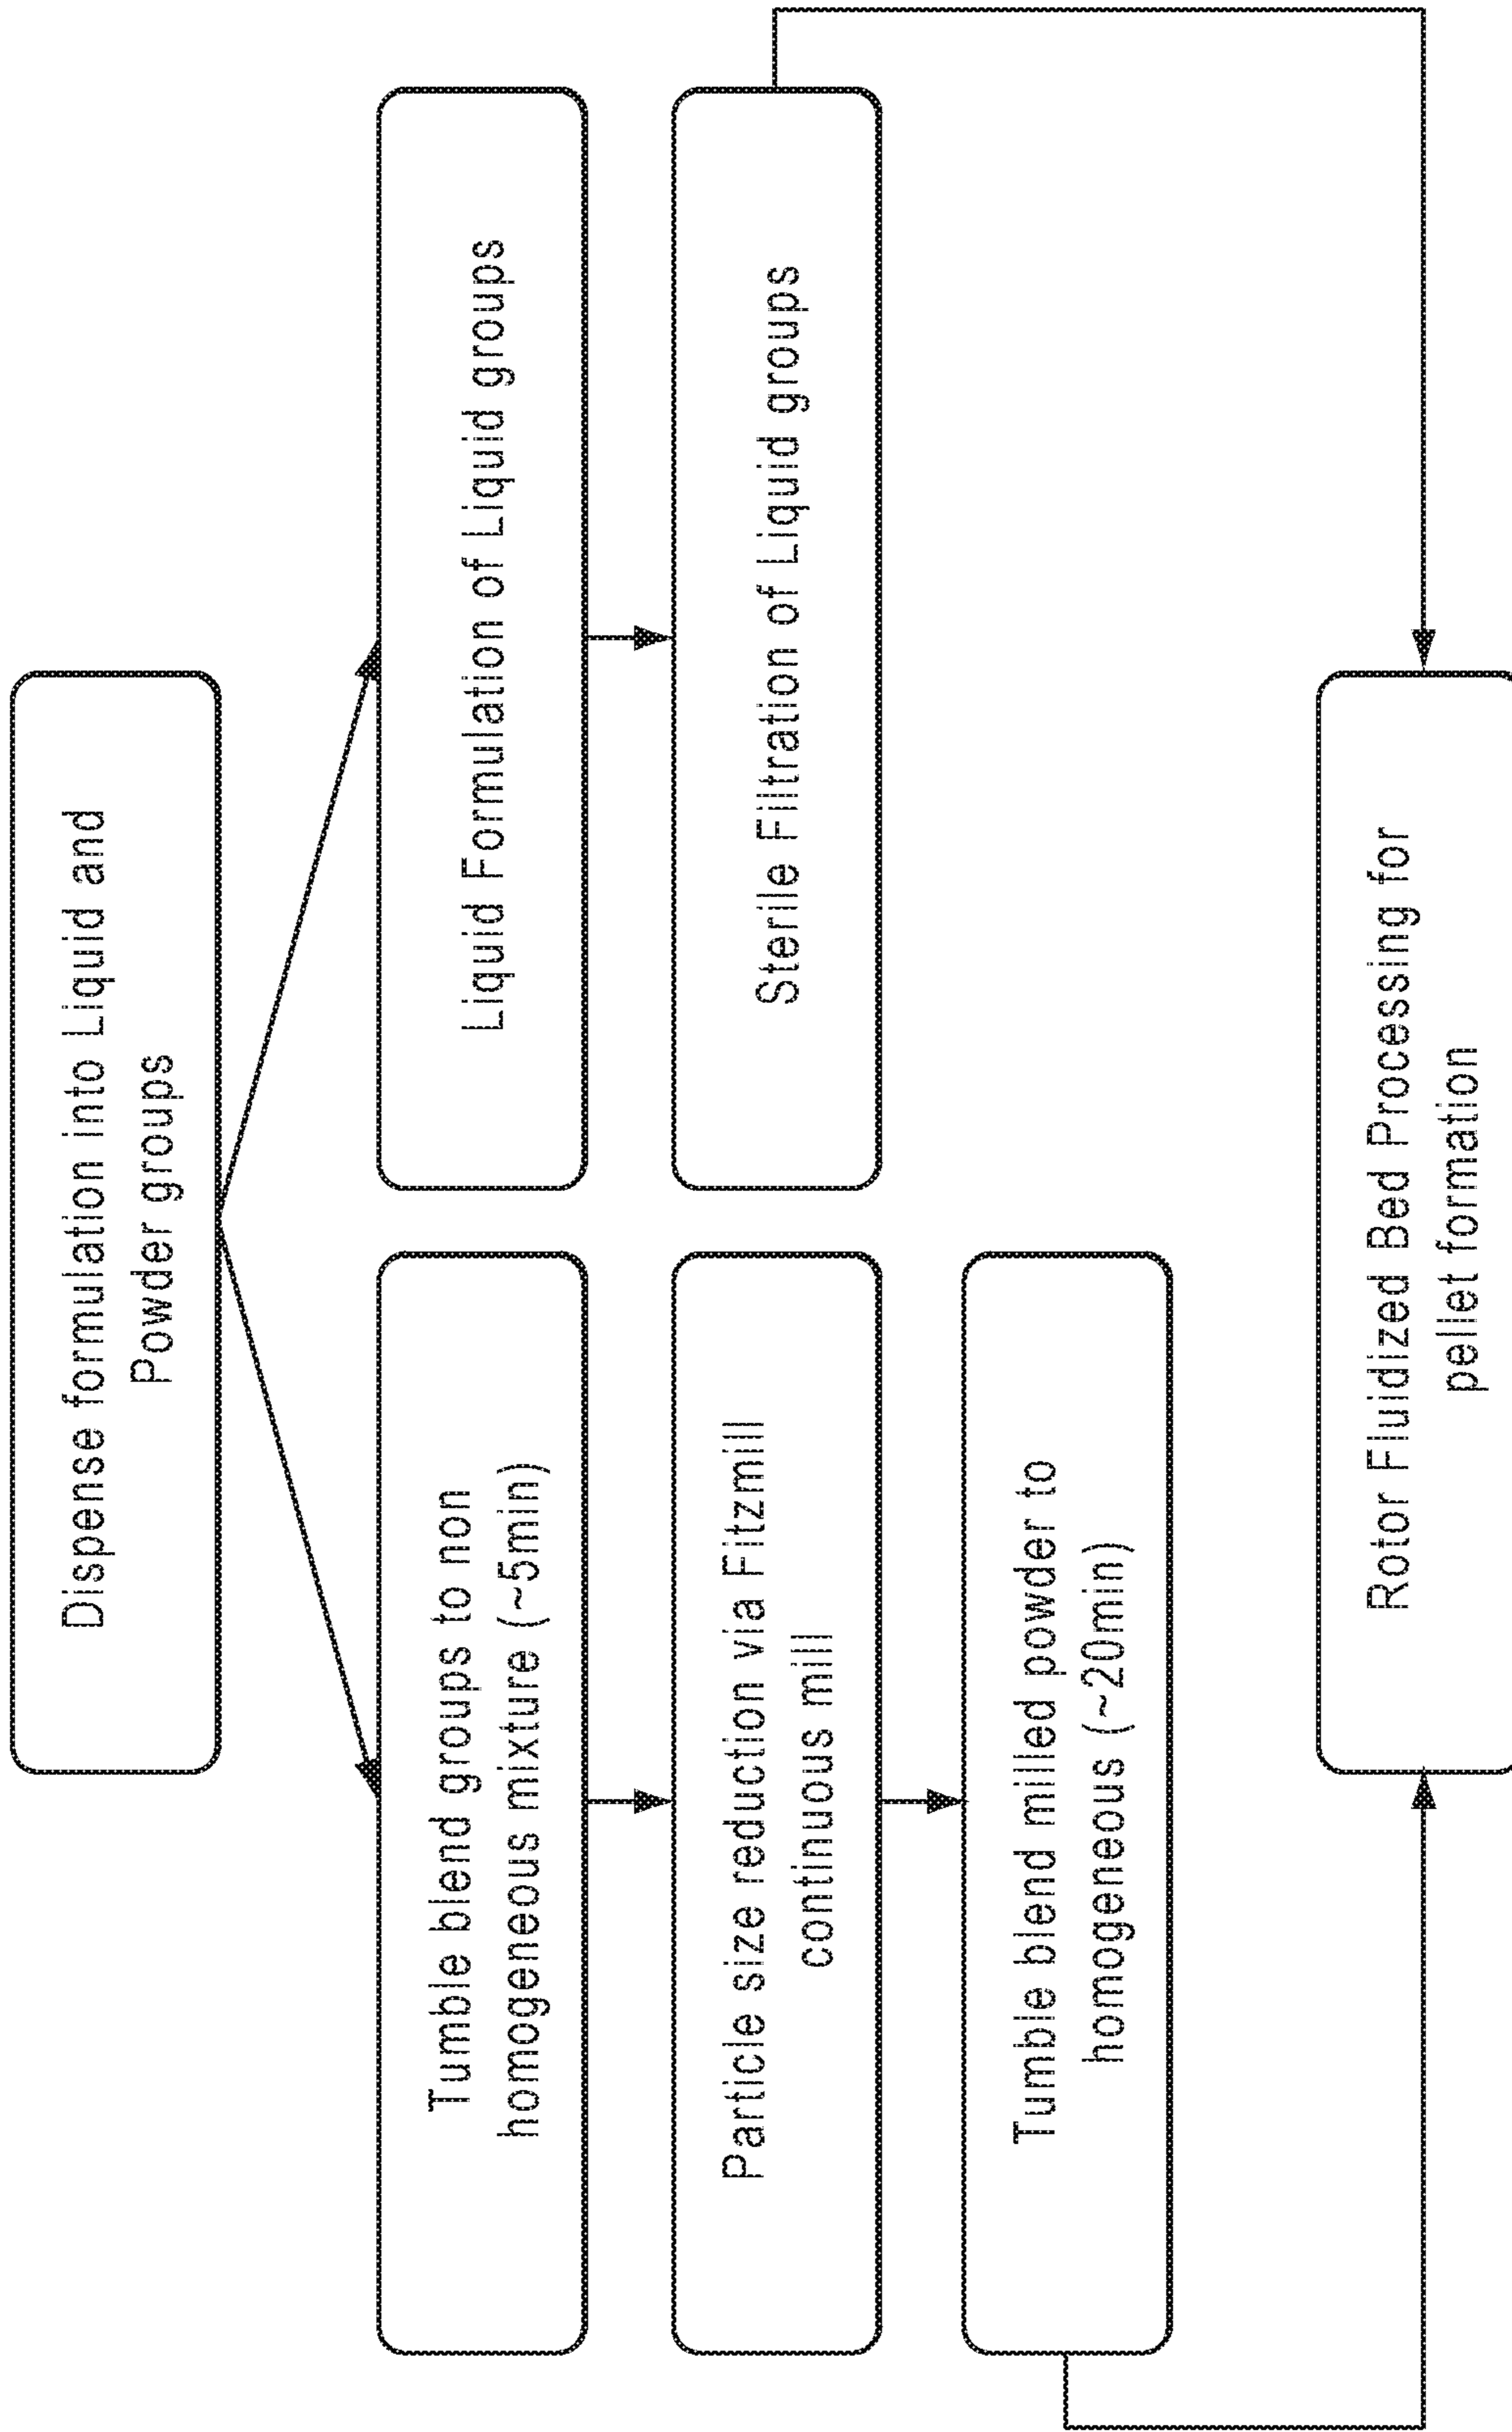 Dispense formulation into Liquid and
Powder groups
Tumble blend groups to non
homogeneous mixture (~5min)
Liquid Formulation of Liquid groups
Particle size reduction via Fitzmill
continuous mill
Sterile Filtration of Liquid groups
Tumble blend milled powder to
homogeneous (~20min)
Rotor Fluidized Bed Processing for
pellet formation